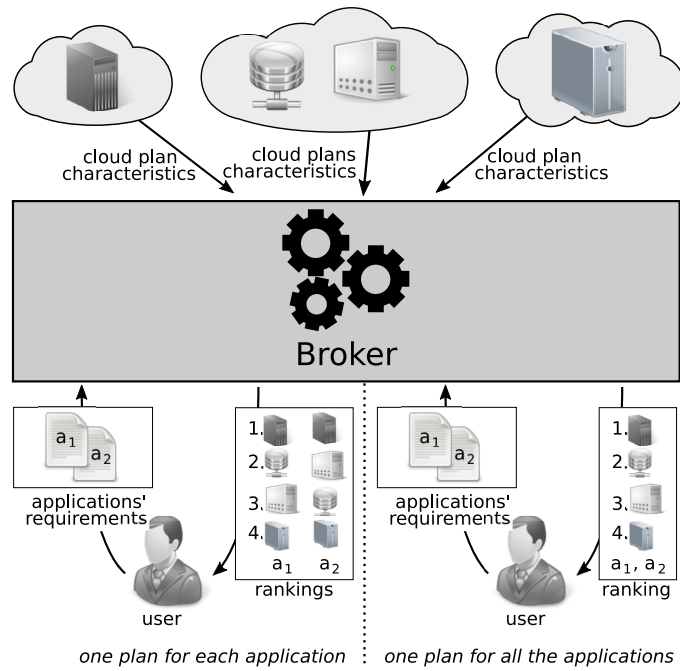 cloud plan
characteristics
cloud plans
characteristics
cloud plan
characteristics
Broker
a1
a2
applications'
requirements
user
1.
2.
3.
4.
a1 a2
rankings
one plan for each application
a1
a2
applications'
requirements
user
1.
2.
3.
4.
a1, a2
ranking
one plan for all the applications